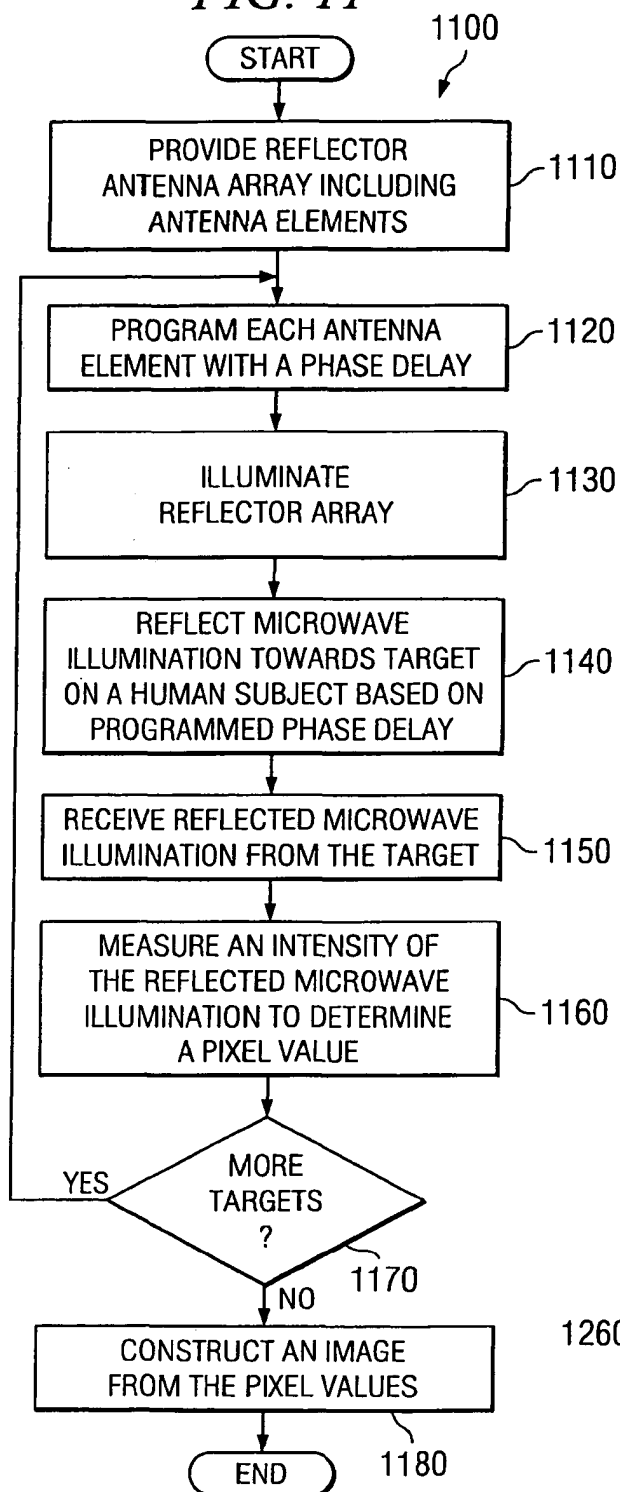 FIG. 11
1100
START
PROVIDE REFLECTOR
ANTENNA ARRAY INCLUDING
ANTENNA ELEMENTS
1110
PROGRAM EACH ANTENNA
ELEMENT WITH A PHASE DELAY
1120
ILLUMINATE
REFLECTOR ARRAY
1130
REFLECT MICROWAVE
ILLUMINATION TOWARDS TARGET
ON A HUMAN SUBJECT BASED ON
PROGRAMMED PHASE DELAY
1140
RECEIVE REFLECTED MICROWAVE
ILLUMINATION FROM THE TARGET
1150
MEASURE AN INTENSITY OF
THE REFLECTED MICROWAVE
ILLUMINATION TO DETERMINE
A PIXEL VALUE
1160
YES
MORE
TARGETS
?
1170
NO
CONSTRUCT AN IMAGE
FROM THE PIXEL VALUES
1260
1180
END